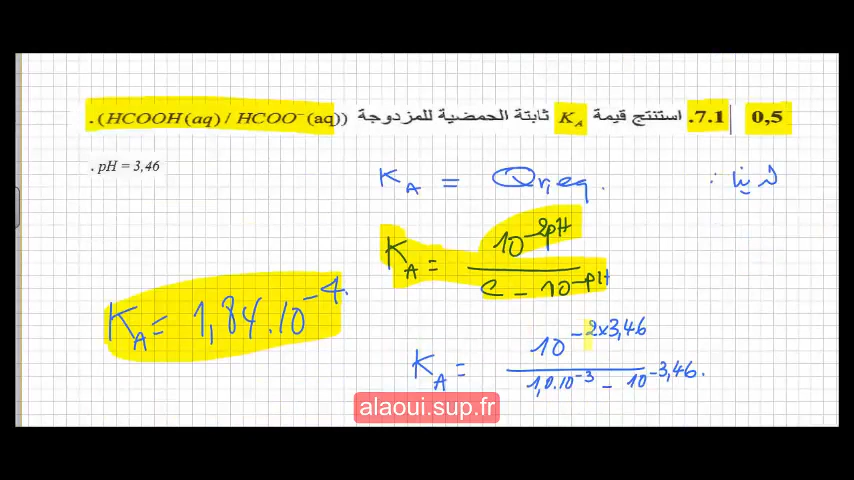 0,5 .7.1 استنتج قيمة K_A ثابتة الحمضية للمزدوجة (HCOOH(aq) / HCOO⁻(aq)) .
. pH = 3,46
لدينا : K_A = Qr,eq.
K_A = 10^(-2pH) / (C - 10^(-pH))
K_A = 10^(-2×3,46) / (1,0.10^(-3) - 10^(-3,46)).
K_A = 1,84.10^(-4).
alaoui.sup.fr